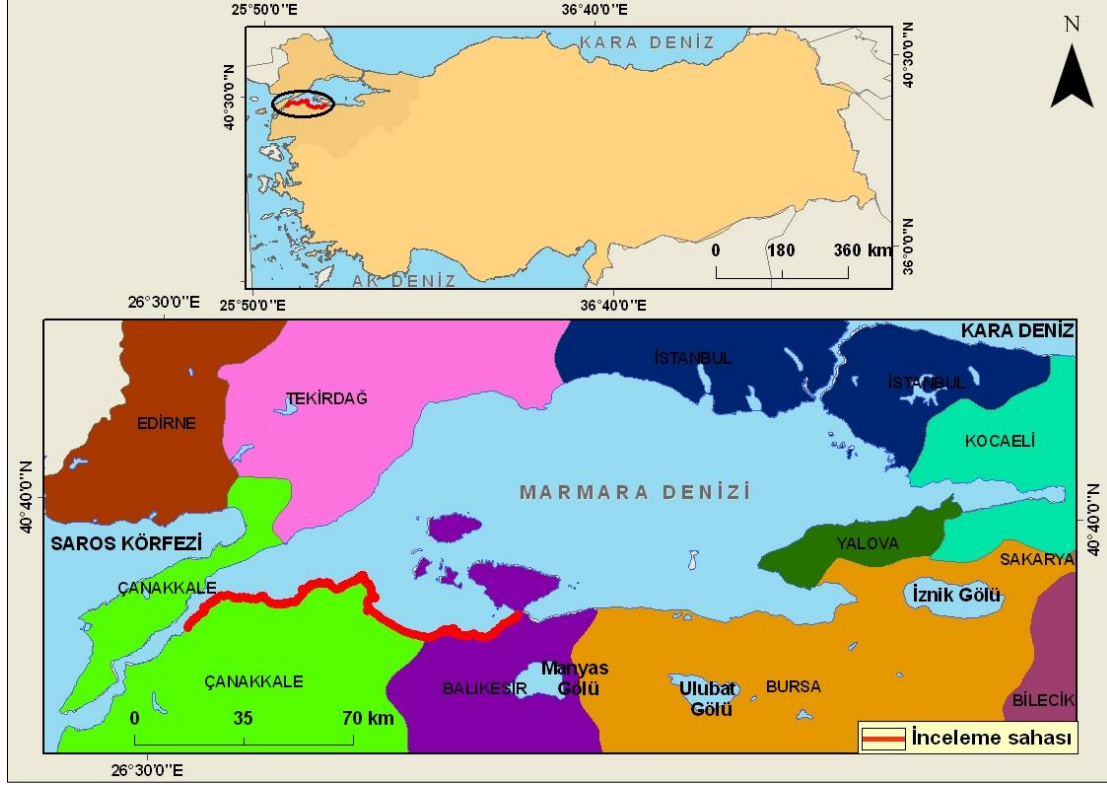 25°50'0"E 36°40'0"E
N
KARA DENİZ
40°30'0"N
40°30'0"N
0 180 360 km
36°0'0"N
AK DENİZ
26°30'0"E 25°50'0"E 36°40'0"E
KARA DENİZ
İSTANBUL
İSTANBUL
TEKİRDAĞ
EDİRNE
KOCAELİ
MARMARA DENİZİ
40°40'0"N
40°40'0"N
SAROS KÖRFEZİ
YALOVA
SAKARYA
ÇANAKKALE
İznik Gölü
Manyas
Gölü
ÇANAKKALE
BALIKESİR
Ulubat
Gölü
BURSA
BİLECİK
0 35 70 km
İnceleme sahası
26°30'0"E